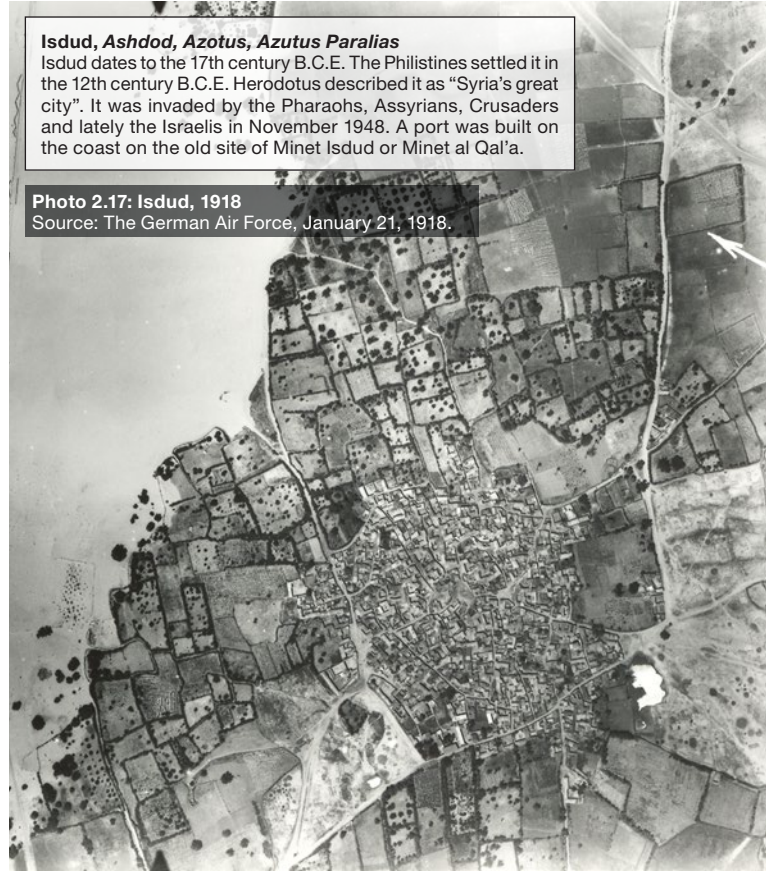 Isdud, Ashdod, Azotus, Azutus Paralias
Isdud dates to the 17th century B.C.E. The Philistines settled it in
the 12th century B.C.E. Herodotus described it as “Syria’s great
city”. It was invaded by the Pharaohs, Assyrians, Crusaders
and lately the Israelis in November 1948. A port was built on
the coast on the old site of Minet Isdud or Minet al Qal’a.
Photo 2.17: Isdud, 1918
Source: The German Air Force, January 21, 1918.